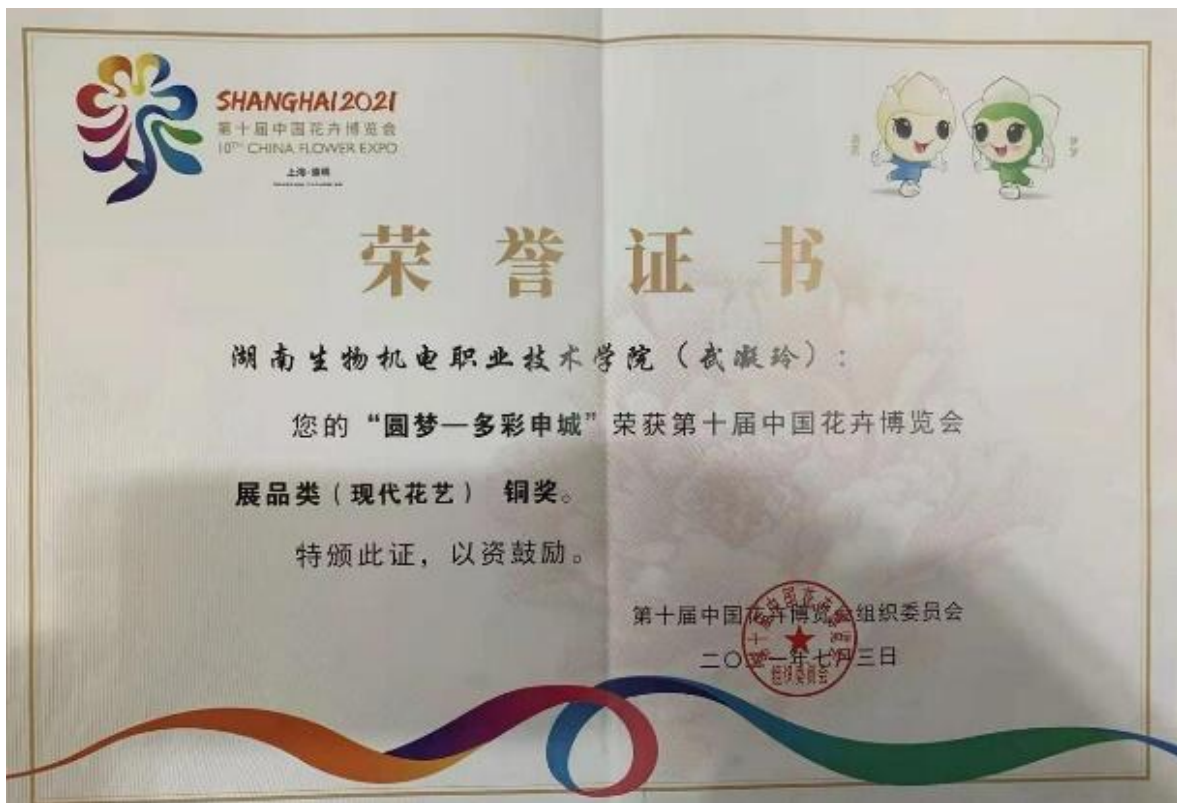 SHANGHAI 2021
第十届中国花卉博览会
10TH CHINA FLOWER EXPO
上海·崇明
荣誉证书
湖南生物机电职业技术学院（武凝玲）：
您的“圆梦—多彩申城”荣获第十届中国花卉博览会
展品类（现代花艺） 铜奖。
特颁此证，以资鼓励。
第十届中国花卉博览会组织委员会
二〇二一年七月三日